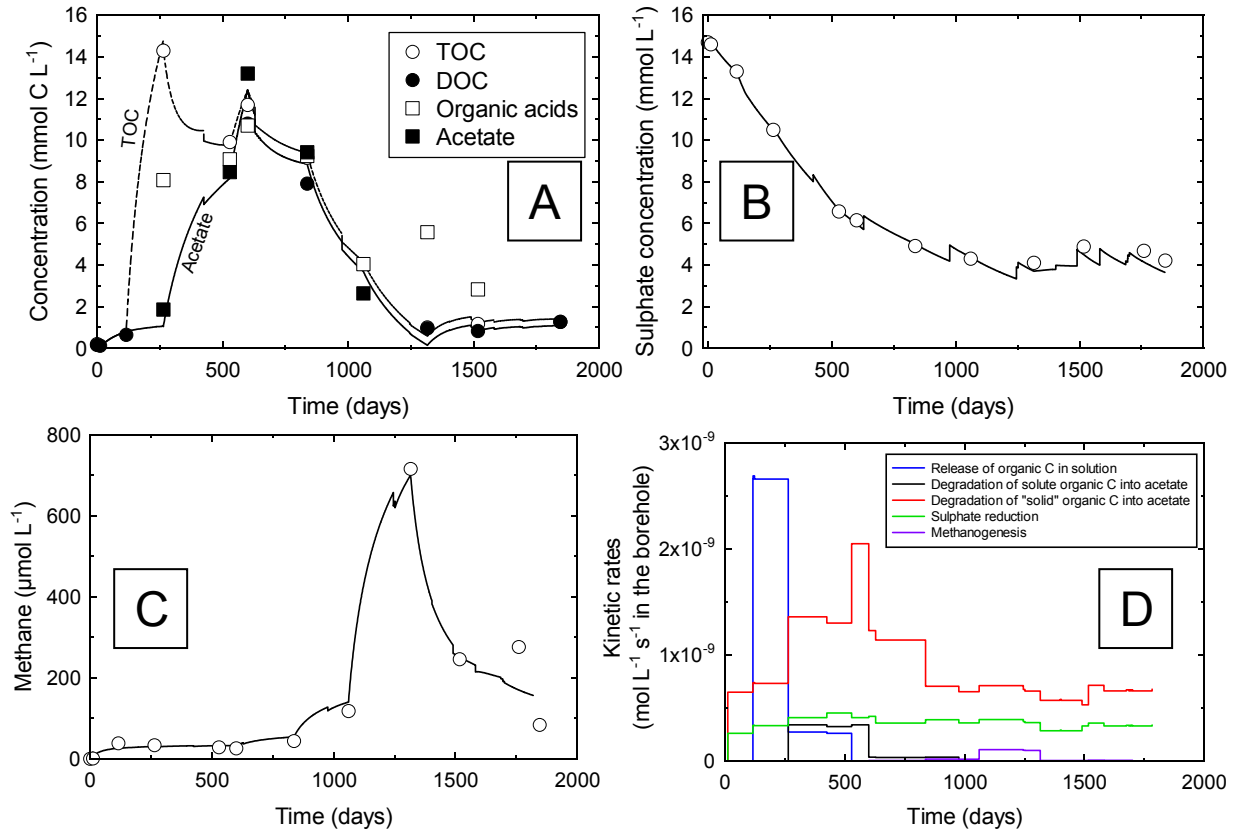 16
14
12
10
8
6
4
2
0
Concentration (mmol C L⁻¹)
TOC
Acetate
TOC
DOC
Organic acids
Acetate
A
0
500
1000
1500
2000
Time (days)
16
14
12
10
8
6
4
2
0
Sulphate concentration (mmol L⁻¹)
B
0
500
1000
1500
2000
Time (days)
800
600
400
200
0
Methane (µmol L⁻¹)
C
0
500
1000
1500
2000
Time (days)
3x10⁻⁹
2x10⁻⁹
1x10⁻⁹
0
Kinetic rates
(mol L⁻¹ s⁻¹ in the borehole)
Release of organic C in solution
Degradation of solute organic C into acetate
Degradation of "solid" organic C into acetate
Sulphate reduction
Methanogenesis
D
0
500
1000
1500
2000
Time (days)